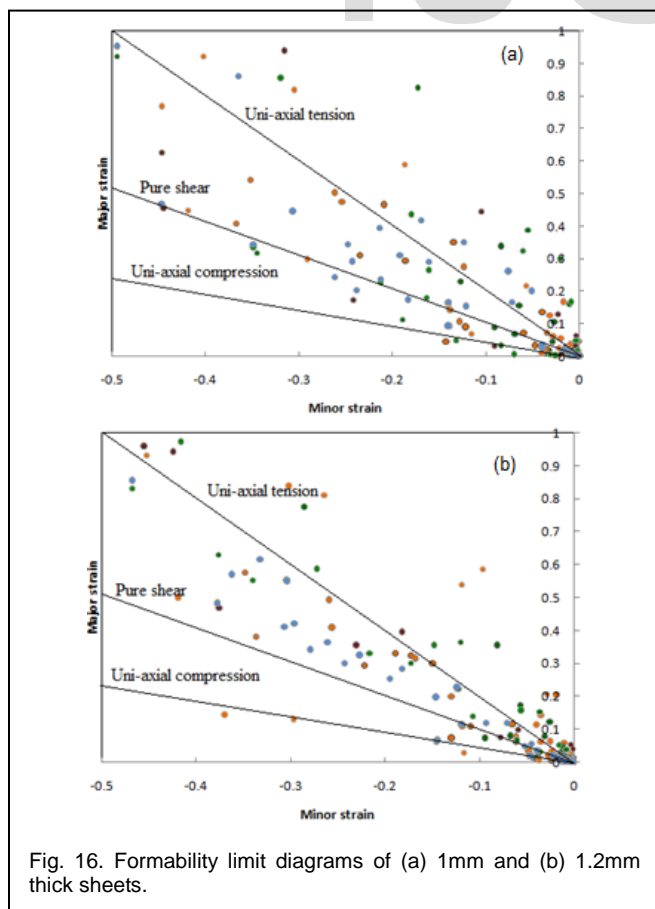 (a)
1
0.9
0.8
0.7
0.6
0.5
0.4
0.3
0.2
0.1
0
Uni-axial tension
Major strain
Pure shear
Uni-axial compression
-0.5 -0.4 -0.3 -0.2 -0.1 0
Minor strain
(b)
1
0.9
0.8
0.7
0.6
0.5
0.4
0.3
0.2
0.1
0
Uni-axial tension
Major strain
Pure shear
Uni-axial compression
-0.5 -0.4 -0.3 -0.2 -0.1 0
Minor strain
Fig. 16. Formability limit diagrams of (a) 1mm and (b) 1.2mm
thick sheets.